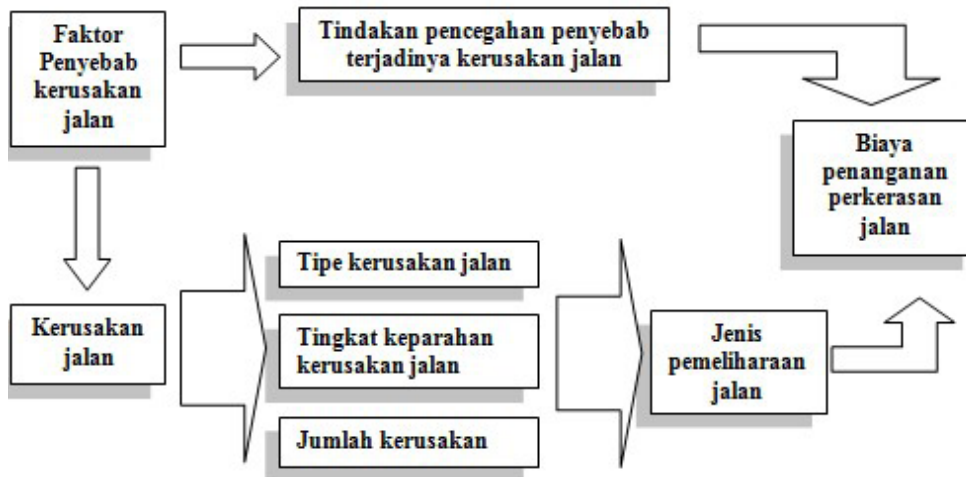 Faktor
Penyebab
kerusakan
jalan
Tindakan pencegahan penyebab
terjadinya kerusakan jalan
Biaya
penanganan
perkerasan
jalan
Kerusakan
jalan
Tipe kerusakan jalan
Tingkat keparahan
kerusakan jalan
Jumlah kerusakan
Jenis
pemeliharaan
jalan